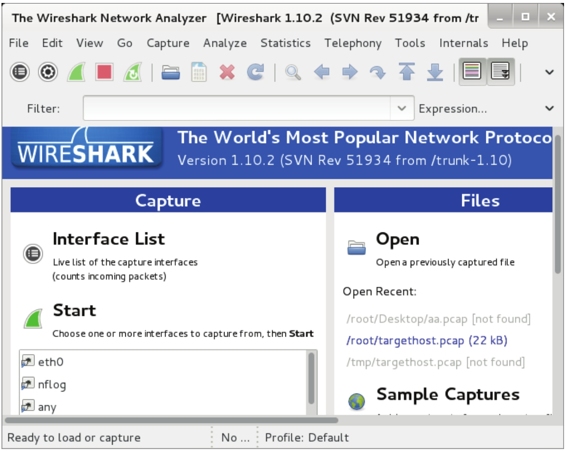 The Wireshark Network Analyzer [Wireshark 1.10.2 (SVN Rev 51934 from /tr
File Edit View Go Capture Analyze Statistics Telephony Tools Internals Help
Filter: Expression...
WIRESHARK
The World's Most Popular Network Protoco
Version 1.10.2 (SVN Rev 51934 from /trunk-1.10)
Capture
Interface List
Live list of the capture interfaces
(counts incoming packets)
Start
Choose one or more interfaces to capture from, then Start
eth0
nflog
any
Files
Open
Open a previously captured file
Open Recent:
/root/Desktop/aa.pcap [not found]
/root/targethost.pcap (22 kB)
/tmp/targethost.pcap [not found]
Sample Captures
Ready to load or capture No ... Profile: Default